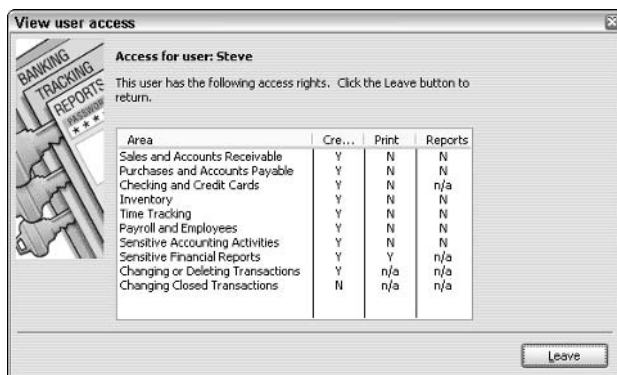 View user access
BANKING
TRACKING
REPORTS
PASSWOR
* * *
Access for user: Steve
This user has the following access rights. Click the Leave button to
return.
Area Cre... Print Reports
Sales and Accounts Receivable Y N N
Purchases and Accounts Payable Y N N
Checking and Credit Cards Y N n/a
Inventory Y N N
Time Tracking Y N N
Payroll and Employees Y N N
Sensitive Accounting Activities Y N N
Sensitive Financial Reports Y Y n/a
Changing or Deleting Transactions Y n/a n/a
Changing Closed Transactions N n/a n/a
Leave